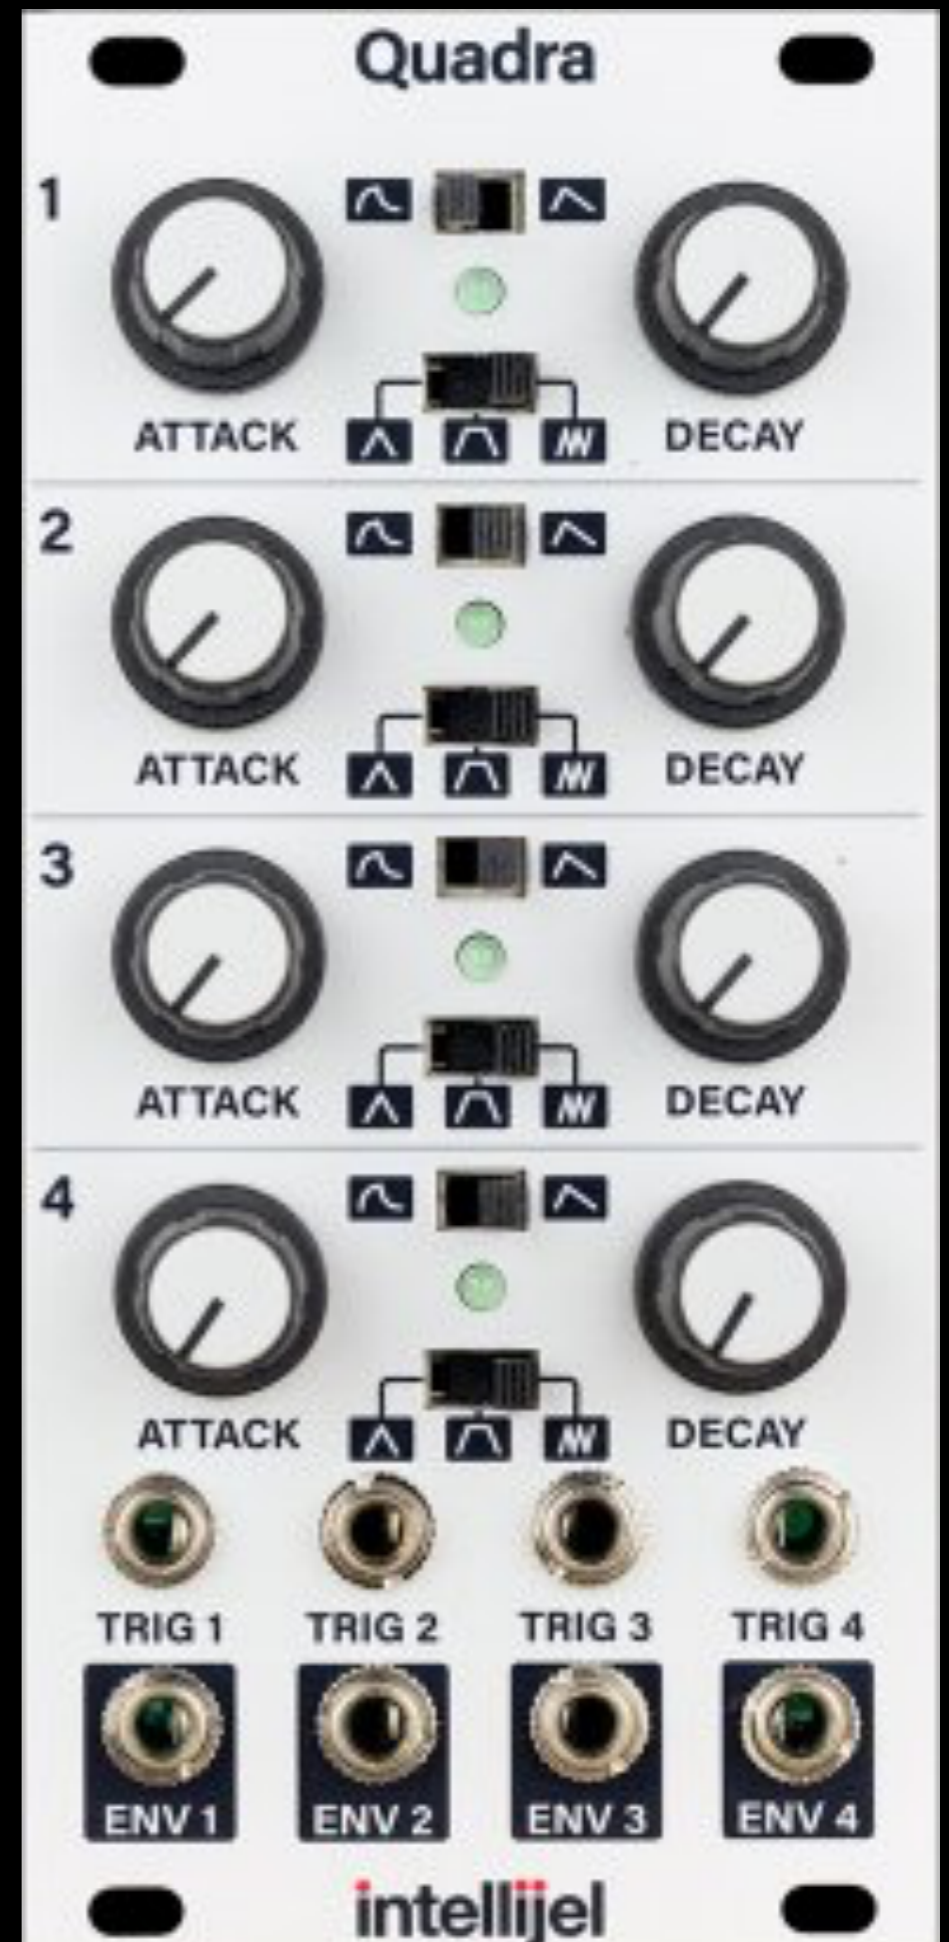 Quadra
1
ATTACK DECAY
2
ATTACK DECAY
3
ATTACK DECAY
4
ATTACK DECAY
TRIG 1 TRIG 2 TRIG 3 TRIG 4
ENV 1 ENV 2 ENV 3 ENV 4
intellijel